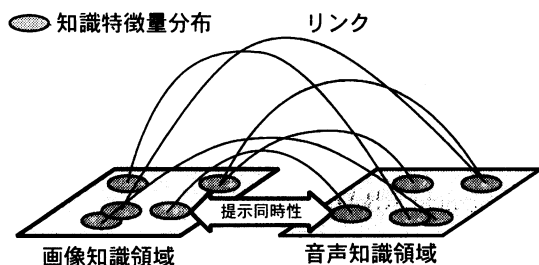 知識特徴量分布
リンク
提示同時性
画像知識領域
音声知識領域